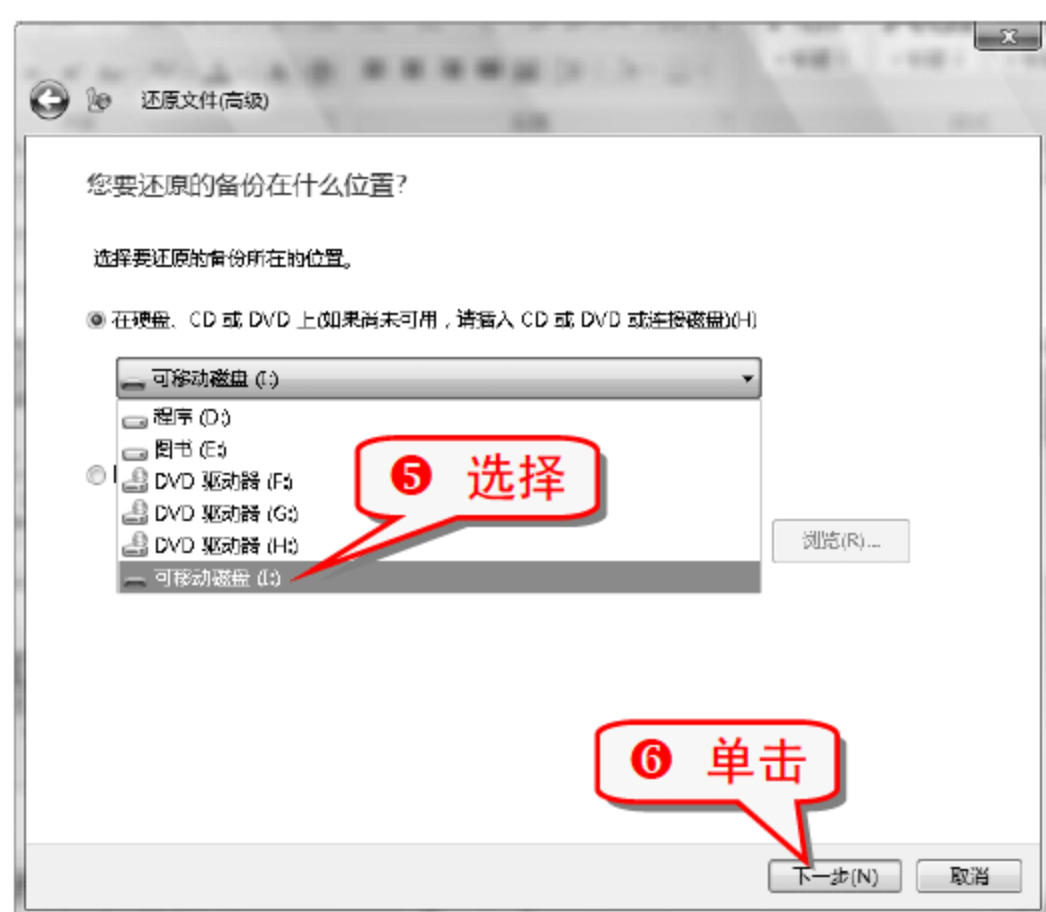 还原文件(高级)
您要还原的备份在什么位置?
选择要还原的备份所在的位置。
在硬盘、CD 或 DVD 上(如果尚未可用，请插入 CD 或 DVD 或连接磁盘)(H)
可移动磁盘 (I:)
程序 (D:)
图书 (E:)
DVD 驱动器 (F:)
DVD 驱动器 (G:)
DVD 驱动器 (H:)
可移动磁盘 (I:)
❺ 选择
浏览(R)...
❻ 单击
下一步(N)
取消